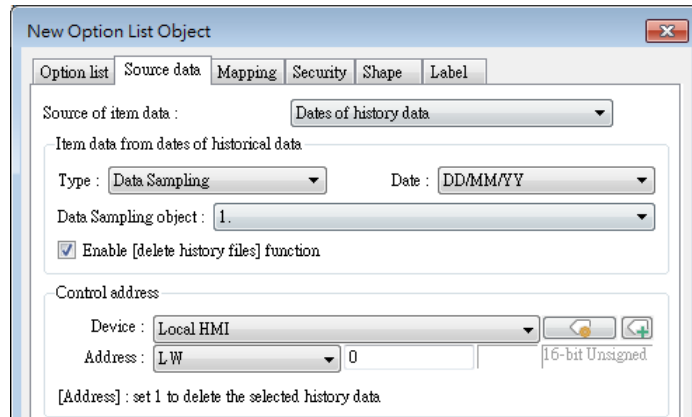 New Option List Object
Option list Source data Mapping Security Shape Label
Source of item data : Dates of history data
Item data from dates of historical data
Type : Data Sampling Date : DD/MM/YY
Data Sampling object : 1.
Enable [delete history files] function
Control address
Device : Local HMI
Address : LW 0 16-bit Unsigned
[Address] : set 1 to delete the selected history data